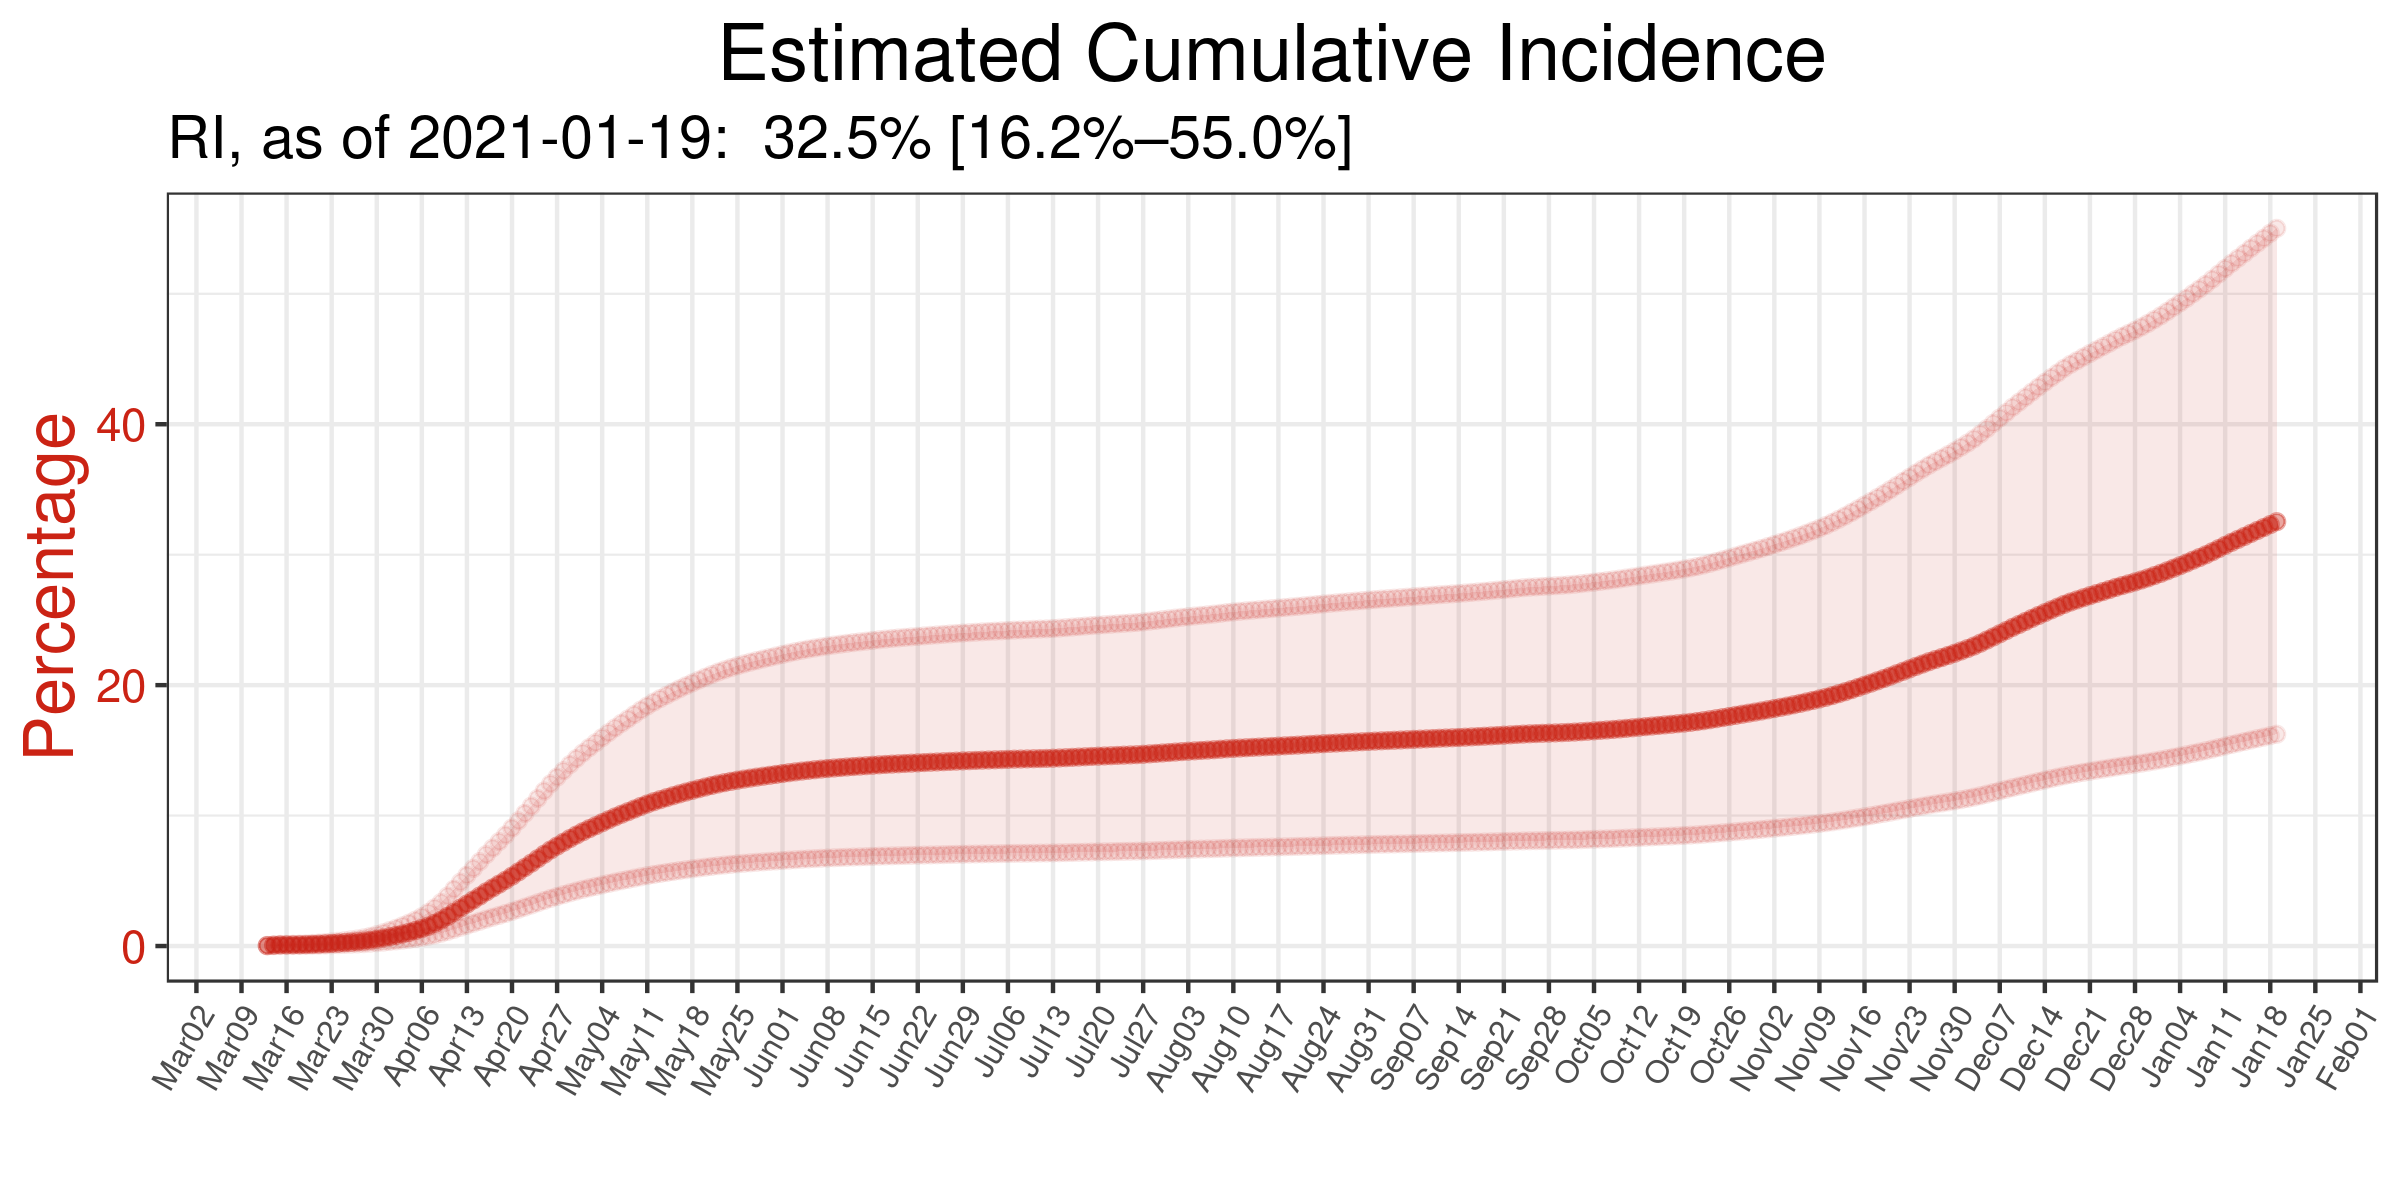 Estimated Cumulative Incidence
RI, as of 2021-01-19:  32.5% [16.2%–55.0%]
Percentage
40
20
0
Mar02
Mar09
Mar16
Mar23
Mar30
Apr06
Apr13
Apr20
Apr27
May04
May11
May18
May25
Jun01
Jun08
Jun15
Jun22
Jun29
Jul06
Jul13
Jul20
Jul27
Aug03
Aug10
Aug17
Aug24
Aug31
Sep07
Sep14
Sep21
Sep28
Oct05
Oct12
Oct19
Oct26
Nov02
Nov09
Nov16
Nov23
Nov30
Dec07
Dec14
Dec21
Dec28
Jan04
Jan11
Jan18
Jan25
Feb01